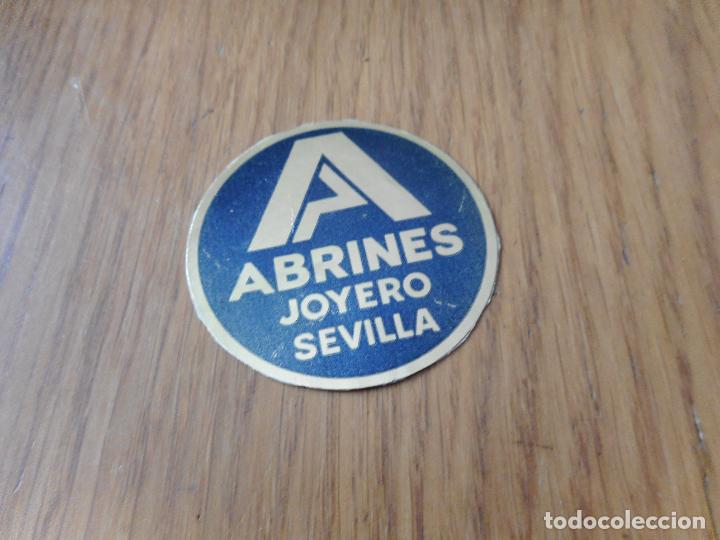 A
ABRINES
JOYERO
SEVILLA
todocoleccion